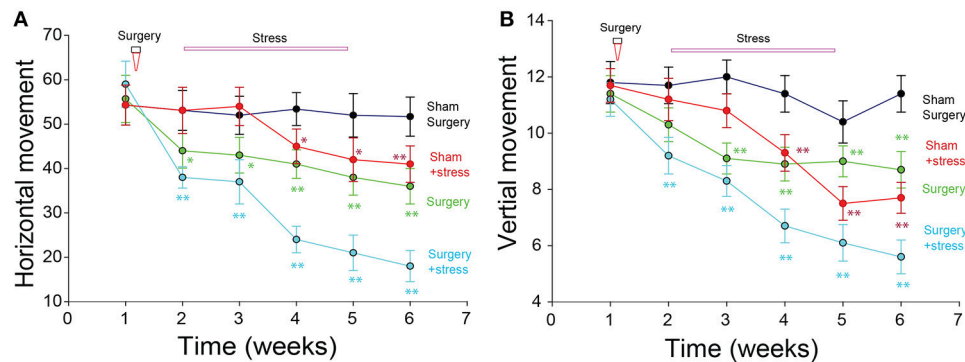 A
Surgery
Stress
Horizontal movement
70
60
50
40
30
20
10
0 1 2 3 4 5 6 7
Time (weeks)
Sham
Surgery
Sham
+stress
Surgery
Surgery
+stress
*
*
**
**
**
*
*
**
**
**
**
**
**
**
B
Surgery
Stress
Vertial movement
14
12
10
8
6
4
0 1 2 3 4 5 6 7
Time (weeks)
Sham
Surgery
Sham
+stress
Surgery
Surgery
+stress
**
**
**
**
**
**
**
**
**
**
**
**